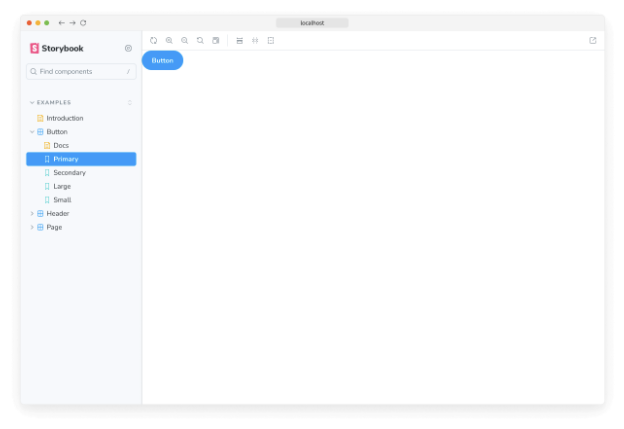 localhost
Storybook
Find components
/
EXAMPLES
Introduction
Button
Docs
Primary
Secondary
Large
Small
Header
Page
Button